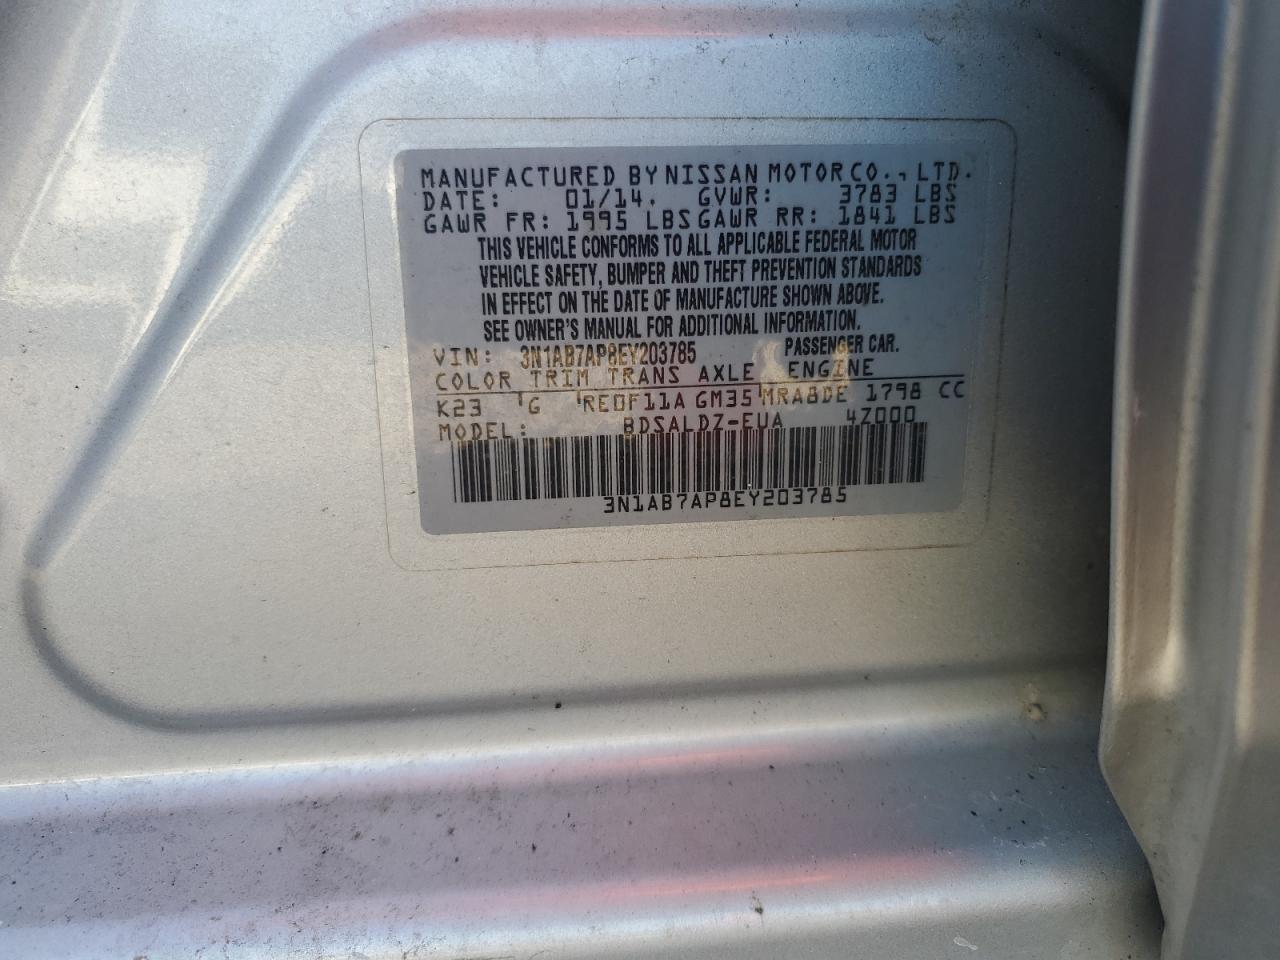 MANUFACTURED BY NISSAN MOTOR CO., LTD.
DATE: 01/14. GVWR: 3783 LBS
GAWR FR: 1995 LBS GAWR RR: 1841 LBS
THIS VEHICLE CONFORMS TO ALL APPLICABLE FEDERAL MOTOR
VEHICLE SAFETY, BUMPER AND THEFT PREVENTION STANDARDS
IN EFFECT ON THE DATE OF MANUFACTURE SHOWN ABOVE.
SEE OWNER'S MANUAL FOR ADDITIONAL INFORMATION.
VIN: 3N1AB7AP8EY203785 PASSENGER CAR.
COLOR TRIM TRANS AXLE ENGINE
K23 G RE0F11A GM35 MRA8DE 1798 CC
MODEL: BDSALDZ-EUA 4Z000
3N1AB7AP8EY203785